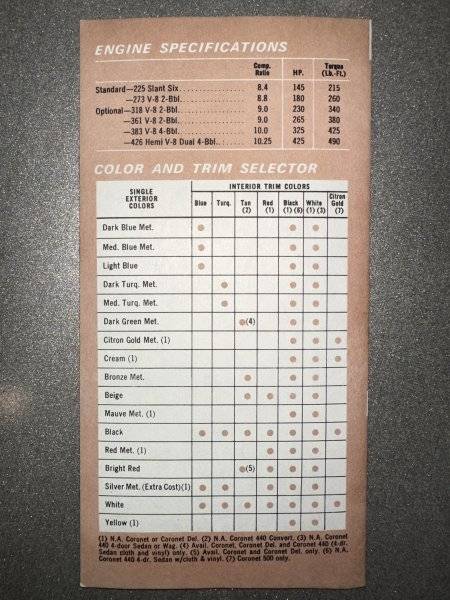 ENGINE SPECIFICATIONS
Comp. Ratio HP. Torque (Lb.-Ft.)
Standard—225 Slant Six 8.4 145 215
—273 V-8 2-Bbl. 8.8 180 260
Optional—318 V-8 2-Bbl. 9.0 230 340
—361 V-8 2-Bbl. 9.0 265 380
—383 V-8 4-Bbl. 10.0 325 425
—426 Hemi V-8 Dual 4-Bbl. 10.25 425 490
COLOR AND TRIM SELECTOR
SINGLE EXTERIOR COLORS
INTERIOR TRIM COLORS
Blue Turq. Tan (2) Red (1) Black (1) (6) White (1) (3) Citron Gold (7)
Dark Blue Met.
Med. Blue Met.
Light Blue
Dark Turq. Met.
Med. Turq. Met.
Dark Green Met. (4)
Citron Gold Met. (1)
Cream (1)
Bronze Met.
Beige
Mauve Met. (1)
Black
Red Met. (1)
Bright Red (5)
Silver Met. (Extra Cost)(1)
White
Yellow (1)
(1) N.A. Coronet or Coronet Del. (2) N.A. Coronet 440 Convert. (3) N.A. Coronet
440 4-door Sedan or Wag. (4) Avail. Coronet, Coronet Del. and Coronet 440 (4-dr.
Sedan cloth and vinyl) only. (5) Avail. Coronet and Coronet Del. only. (6) N.A.
Coronet 440 4-dr. Sedan w/cloth & vinyl. (7) Coronet 500 only.